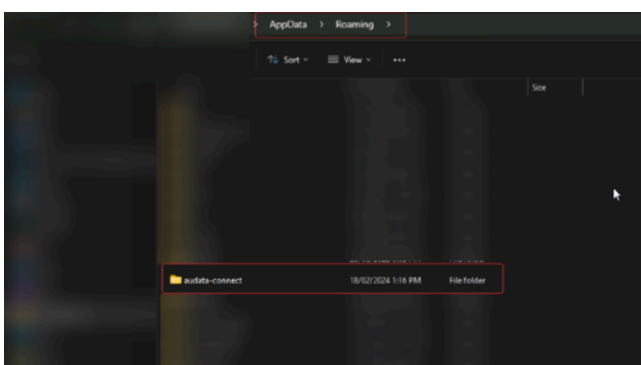 AppData > Roaming >
Sort View ...
Size
audata-connect 18/02/2024 1:16 PM File folder